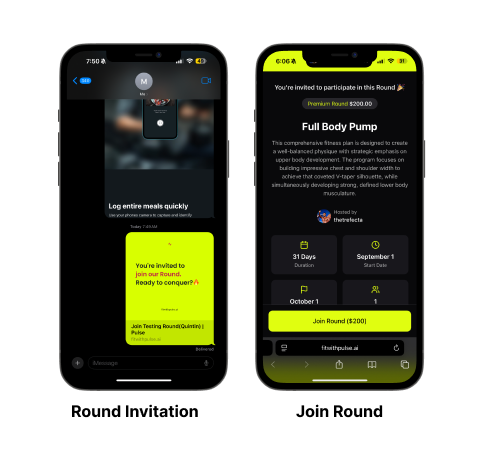 7:50
248
M
Me
Log entire meals quickly
Use your phones camera to capture and identify
Today 7:49 AM
You're invited to
join our Round.
Ready to conquer?🔥
fitwithpulse.ai
Join Testing Round(Quintin) |
Pulse
fitwithpulse.ai
Delivered
iMessage
Round Invitation
6:06
31
You're invited to participate in this Round 🎉
Premium Round $200.00
Full Body Pump
This comprehensive fitness plan is designed to create
a well-balanced physique with strategic emphasis on
upper body development. The program focuses on
building impressive chest and shoulder width to
achieve that coveted V-taper silhouette, while
simultaneously developing strong, defined lower body
musculature.
Hosted by
thetrefecta
31 Days
Duration
September 1
Start Date
October 1
1
Join Round ($200)
fitwithpulse.ai
Join Round